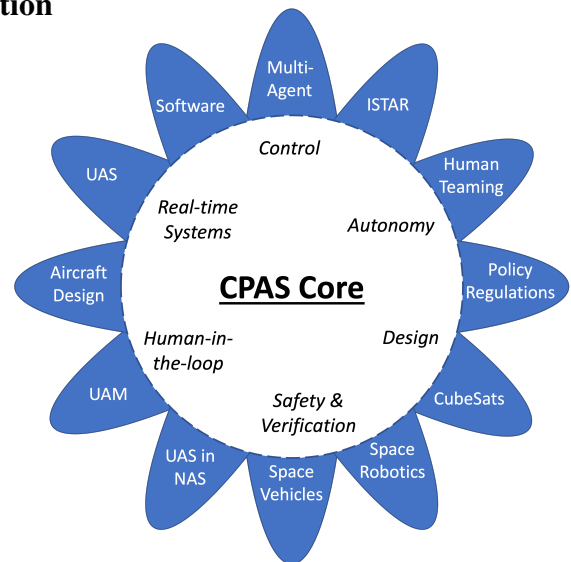 tion
Multi-
Agent
ISTAR
Human
Teaming
Policy
Regulations
CubeSats
Space
Robotics
Space
Vehicles
UAS in
NAS
UAM
Aircraft
Design
UAS
Software
Control
Autonomy
Design
Safety &
Verification
Human-in-
the-loop
Real-time
Systems
CPAS Core